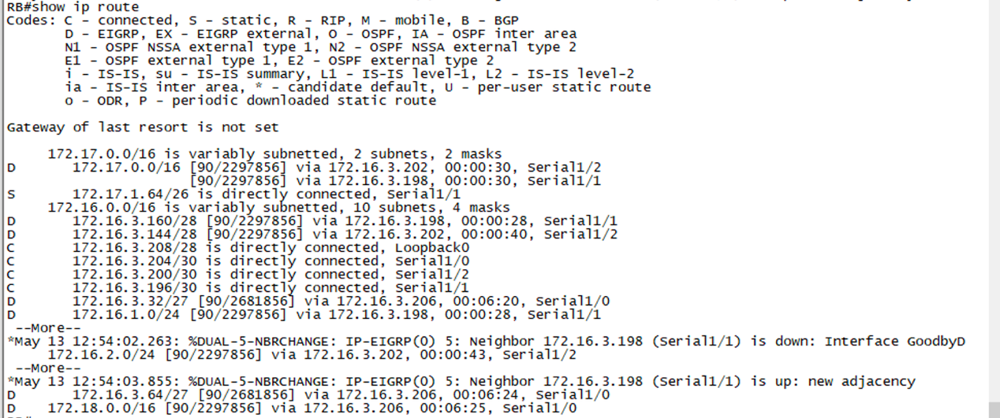 RB#show ip route
Codes: C - connected, S - static, R - RIP, M - mobile, B - BGP
D - EIGRP, EX - EIGRP external, O - OSPF, IA - OSPF inter area
N1 - OSPF NSSA external type 1, N2 - OSPF NSSA external type 2
E1 - OSPF external type 1, E2 - OSPF external type 2
i - IS-IS, su - IS-IS summary, L1 - IS-IS level-1, L2 - IS-IS level-2
ia - IS-IS inter area, * - candidate default, U - per-user static route
o - ODR, P - periodic downloaded static route
Gateway of last resort is not set
172.17.0.0/16 is variably subnetted, 2 subnets, 2 masks
D 172.17.0.0/16 [90/2297856] via 172.16.3.202, 00:00:30, Serial1/2
[90/2297856] via 172.16.3.198, 00:00:30, Serial1/1
S 172.17.1.64/26 is directly connected, Serial1/1
172.16.0.0/16 is variably subnetted, 10 subnets, 4 masks
D 172.16.3.160/28 [90/2297856] via 172.16.3.198, 00:00:28, Serial1/1
D 172.16.3.144/28 [90/2297856] via 172.16.3.202, 00:00:40, Serial1/2
C 172.16.3.208/28 is directly connected, Loopback0
C 172.16.3.204/30 is directly connected, Serial1/0
C 172.16.3.200/30 is directly connected, Serial1/2
C 172.16.3.196/30 is directly connected, Serial1/1
D 172.16.3.32/27 [90/2681856] via 172.16.3.206, 00:06:20, Serial1/0
D 172.16.1.0/24 [90/2297856] via 172.16.3.198, 00:00:28, Serial1/1
--More--
*May 13 12:54:02.263: %DUAL-5-NBRCHANGE: IP-EIGRP(0) 5: Neighbor 172.16.3.198 (Serial1/1) is down: Interface GoodbyD
172.16.2.0/24 [90/2297856] via 172.16.3.202, 00:00:43, Serial1/2
--More--
*May 13 12:54:03.855: %DUAL-5-NBRCHANGE: IP-EIGRP(0) 5: Neighbor 172.16.3.198 (Serial1/1) is up: new adjacency
D 172.16.3.64/27 [90/2681856] via 172.16.3.206, 00:06:24, Serial1/0
D 172.18.0.0/16 [90/2297856] via 172.16.3.206, 00:06:25, Serial1/0